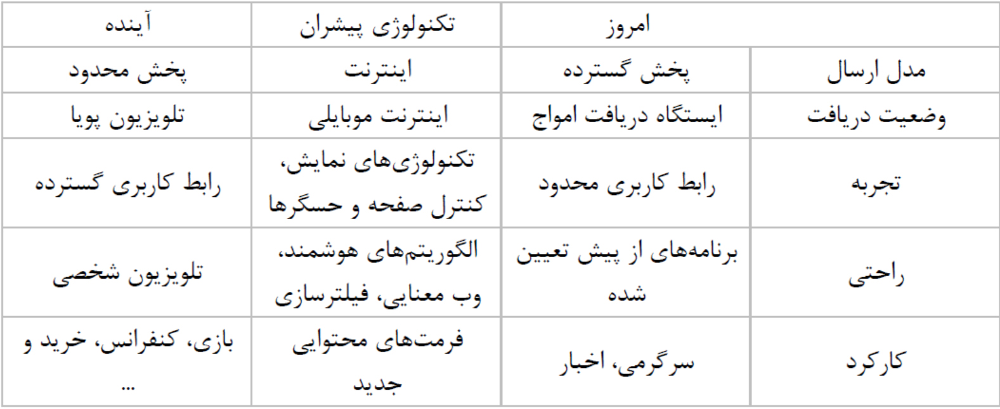 امروز تکنولوژی پیشران آینده
مدل ارسال پخش گسترده اینترنت پخش محدود
وضعیت دریافت ایستگاه دریافت امواج اینترنت موبایلی تلویزیون پویا
تجربه رابط کاربری محدود تکنولوژی‌های نمایش،
کنترل صفحه و حسگرها رابط کاربری گسترده
راحتی برنامه‌های از پیش تعیین
شده الگوریتم‌های هوشمند،
وب معنایی، فیلترسازی تلویزیون شخصی
کارکرد سرگرمی، اخبار فرمت‌های محتوایی
جدید بازی، کنفرانس، خرید و
...